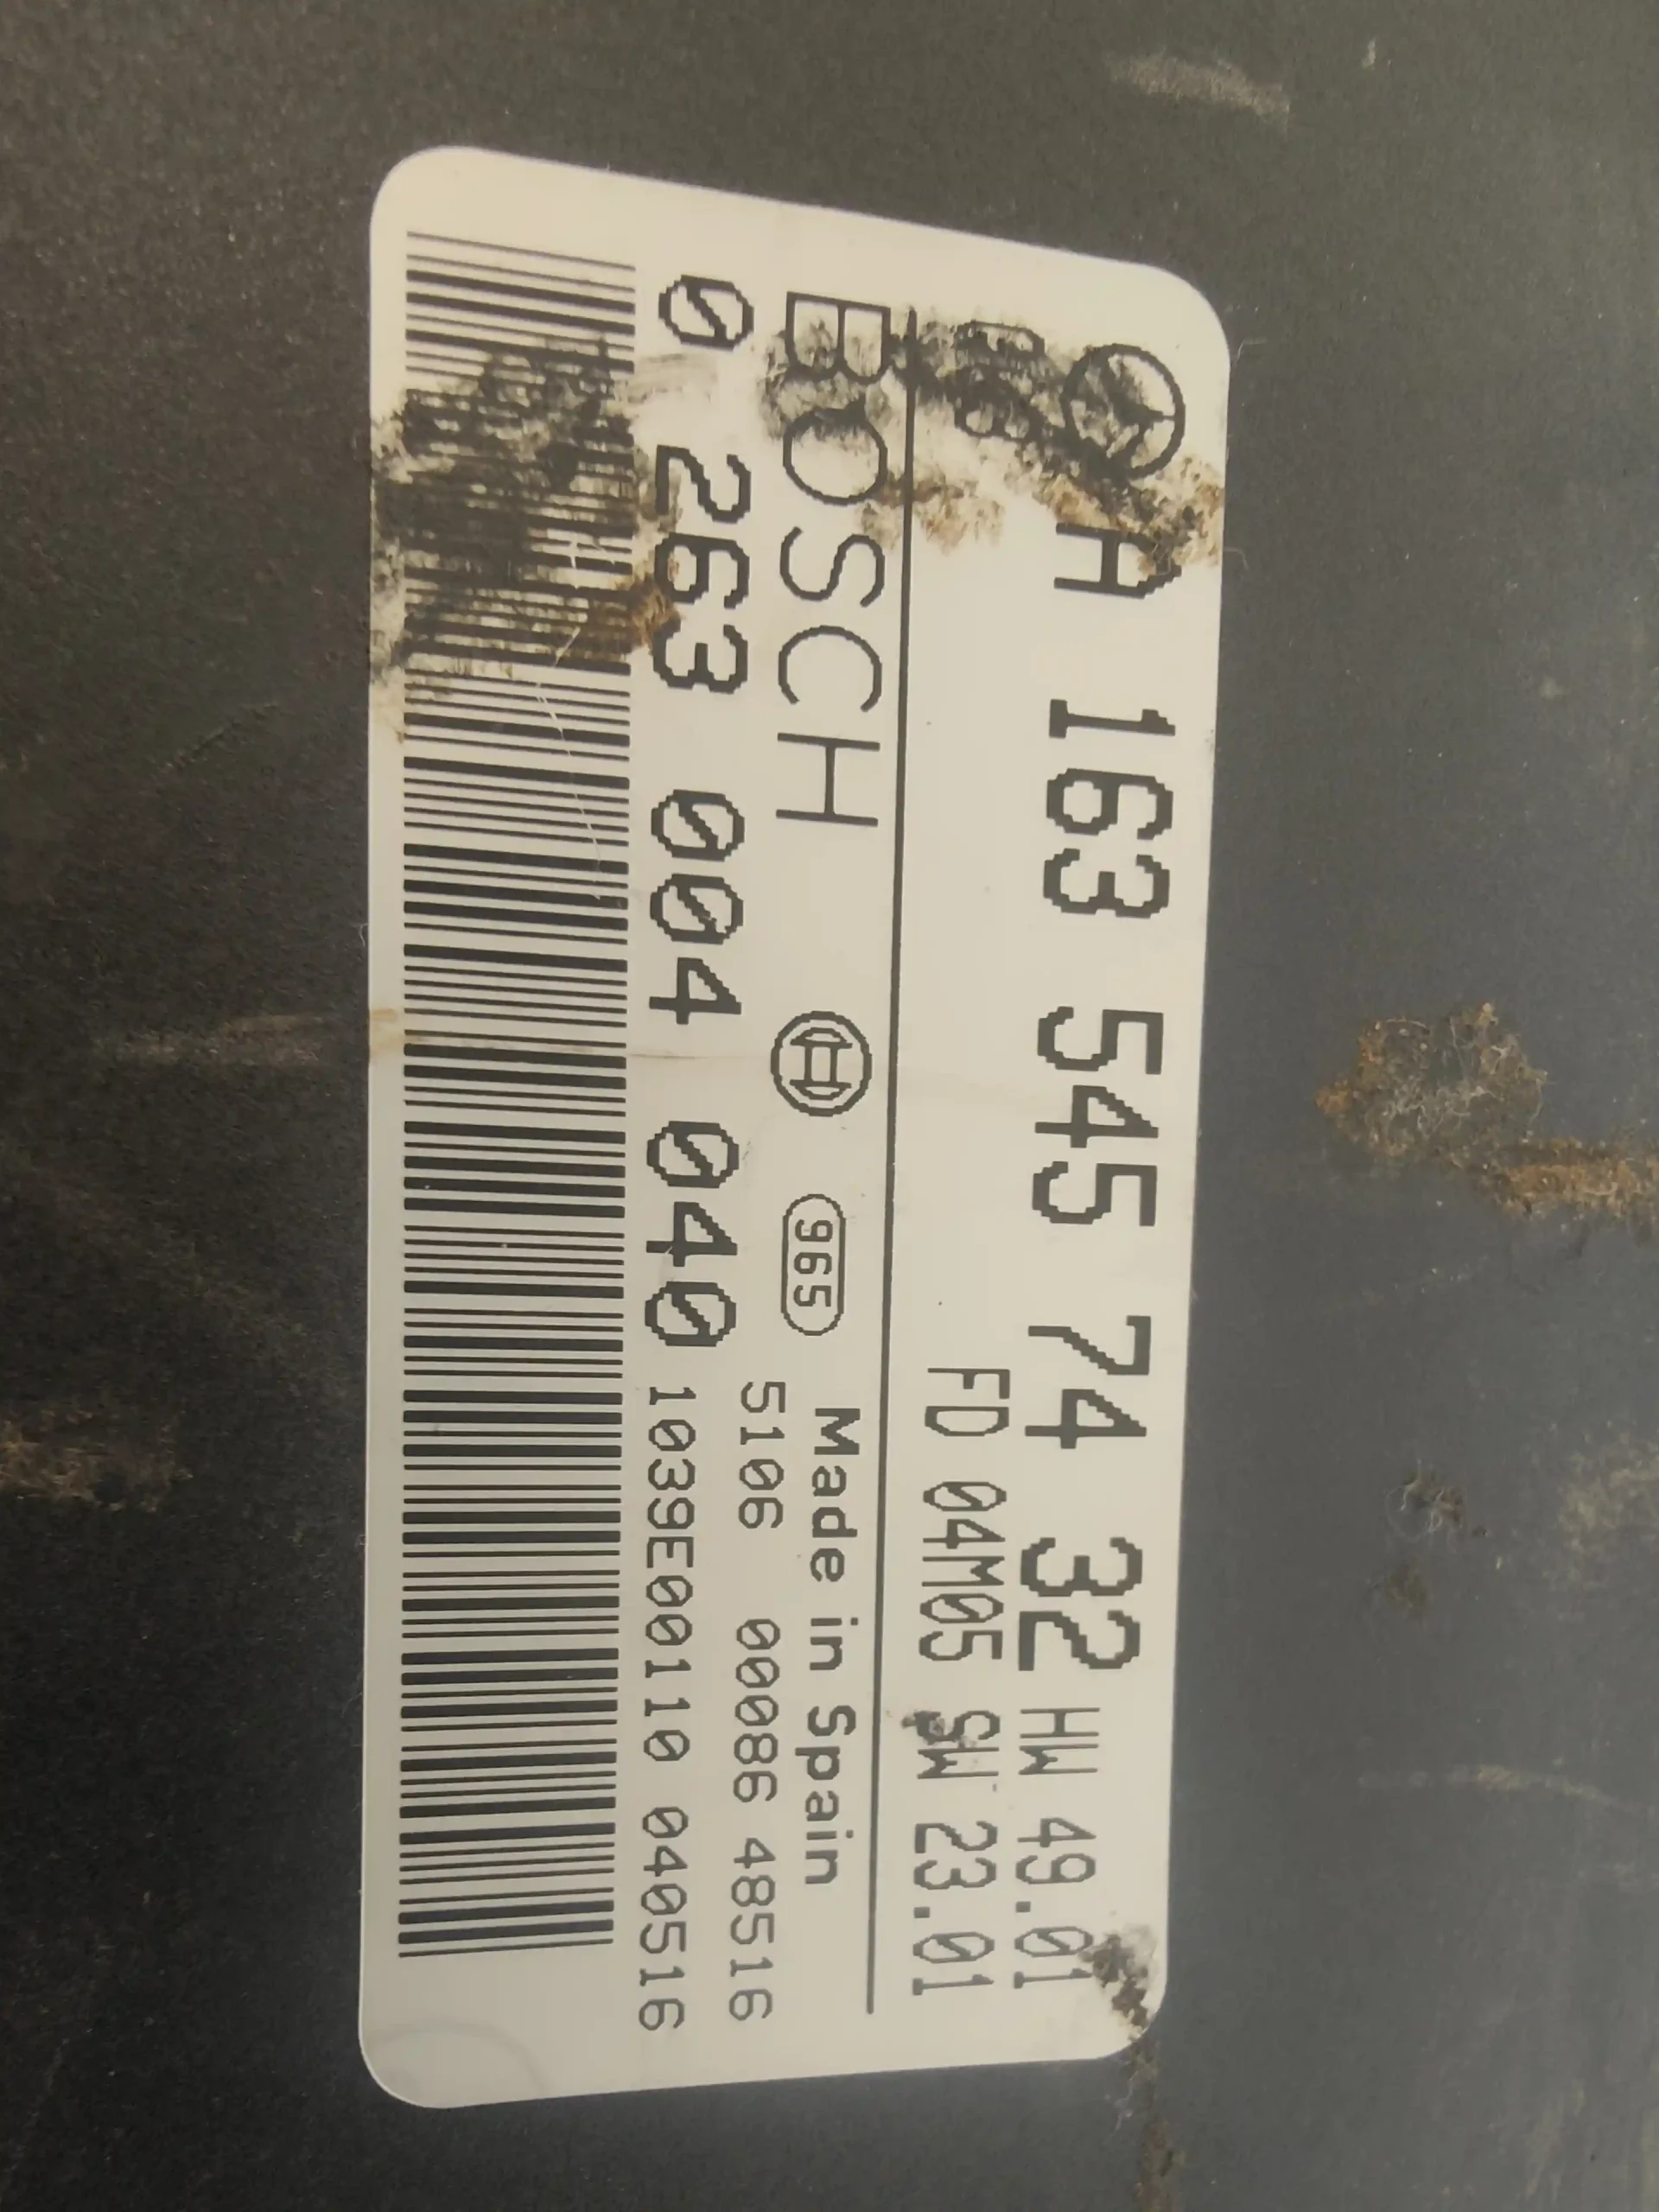 A 163 545 74 32 HW 49.01
FD 04M05 SW 23.01
BOSCH 965 Made in Spain
5106 00086 48516
0 263 004 040 1039E00110 040516